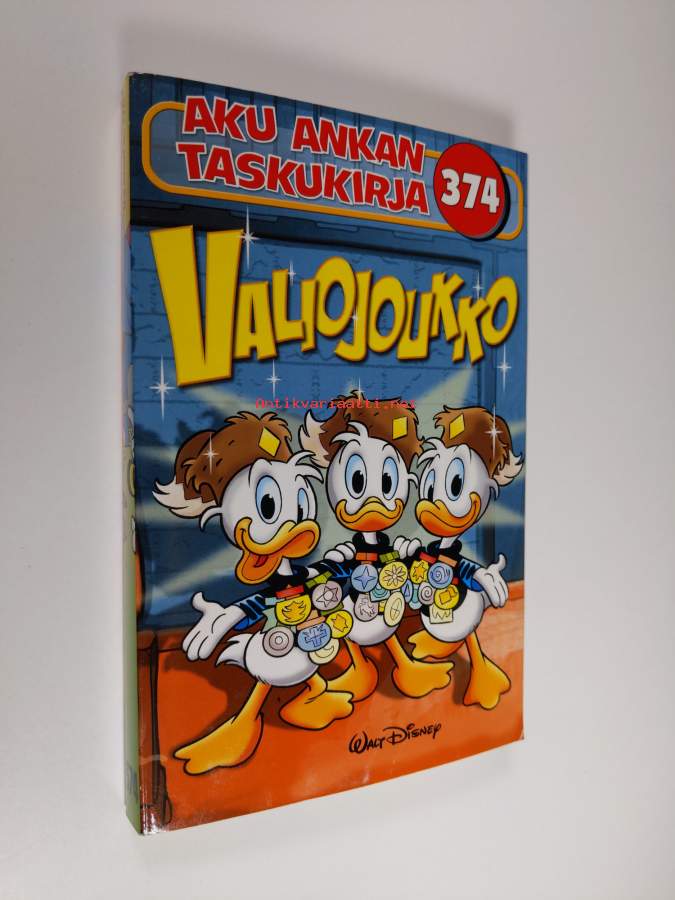 AKU ANKAN
TASKUKIRJA
374
VALIOJOUKKO
Antikvariaatti.net
WALT DISNEY